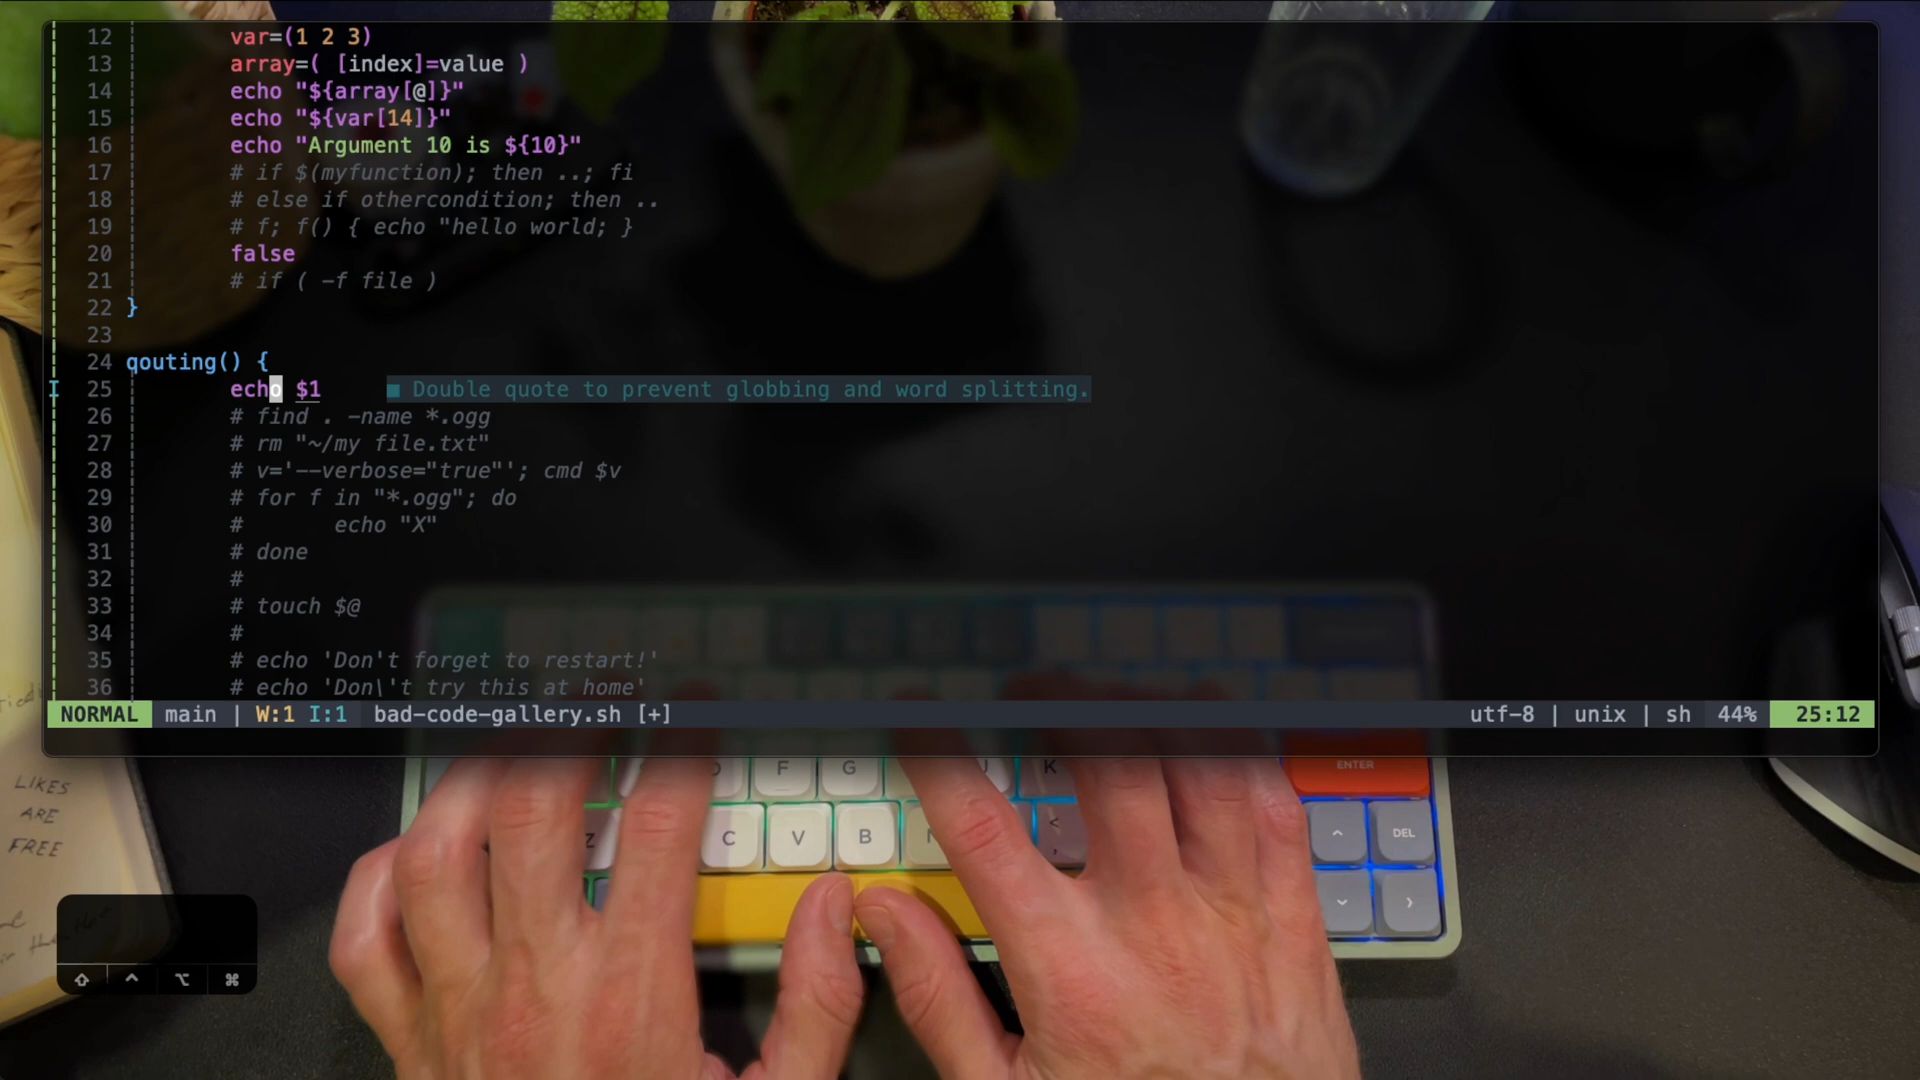 12 var=(1 2 3)
13 array=( [index]=value )
14 echo "${array[@]}"
15 echo "${var[14]}"
16 echo "Argument 10 is ${10}"
17 # if $(myfunction); then ..; fi
18 # else if othercondition; then ..
19 # f; f() { echo "hello world; }
20 false
21 # if ( -f file )
22 }
23
24 qouting() {
I 25 echo $1 ■ Double quote to prevent globbing and word splitting.
26 # find . -name *.ogg
27 # rm "~/my file.txt"
28 # v='--verbose="true"'; cmd $v
29 # for f in "*.ogg"; do
30 # echo "X"
31 # done
32 #
33 # touch $@
34 #
35 # echo 'Don't forget to restart!'
36 # echo 'Don\'t try this at home'
NORMAL main | W:1 I:1 bad-code-gallery.sh [+] utf-8 | unix | sh 44% 25:12
F G K ENTER
Z C V B < , ^ DEL
LIKES
ARE
FREE
⇧ ^ ⌥ ⌘